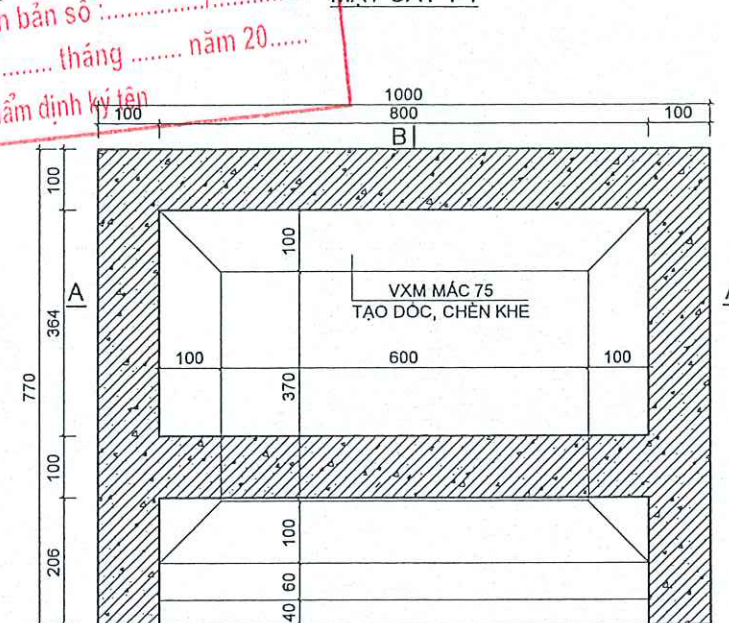 bản số :
tháng ........ năm 20......
định ký tên
1000
100 800 100
B
100
100
A
VXM MÁC 75
TẠO DỐC, CHÈN KHE
364
100 600 100
370
770
100
100
206
60
40